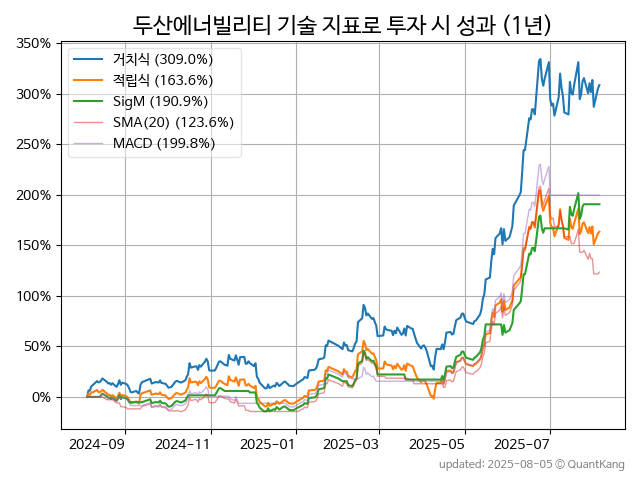 두산에너빌리티 기술 지표로 투자 시 성과 (1년)
350%
300%
250%
200%
150%
100%
50%
0%
거치식 (309.0%)
적립식 (163.6%)
SigM (190.9%)
SMA(20) (123.6%)
MACD (199.8%)
2024-09 2024-11 2025-01 2025-03 2025-05 2025-07
updated: 2025-08-05 ⓒ QuantKang